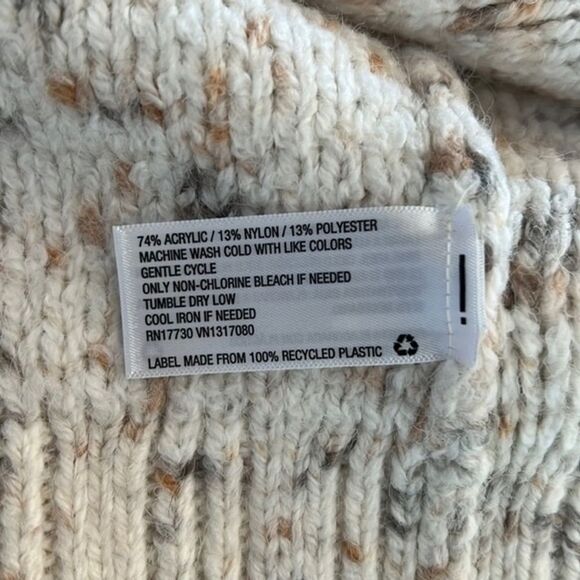 74% ACRYLIC / 13% NYLON / 13% POLYESTER
MACHINE WASH COLD WITH LIKE COLORS
GENTLE CYCLE
ONLY NON-CHLORINE BLEACH IF NEEDED
TUMBLE DRY LOW
COOL IRON IF NEEDED
RN17730 VN1317080
LABEL MADE FROM 100% RECYCLED PLASTIC